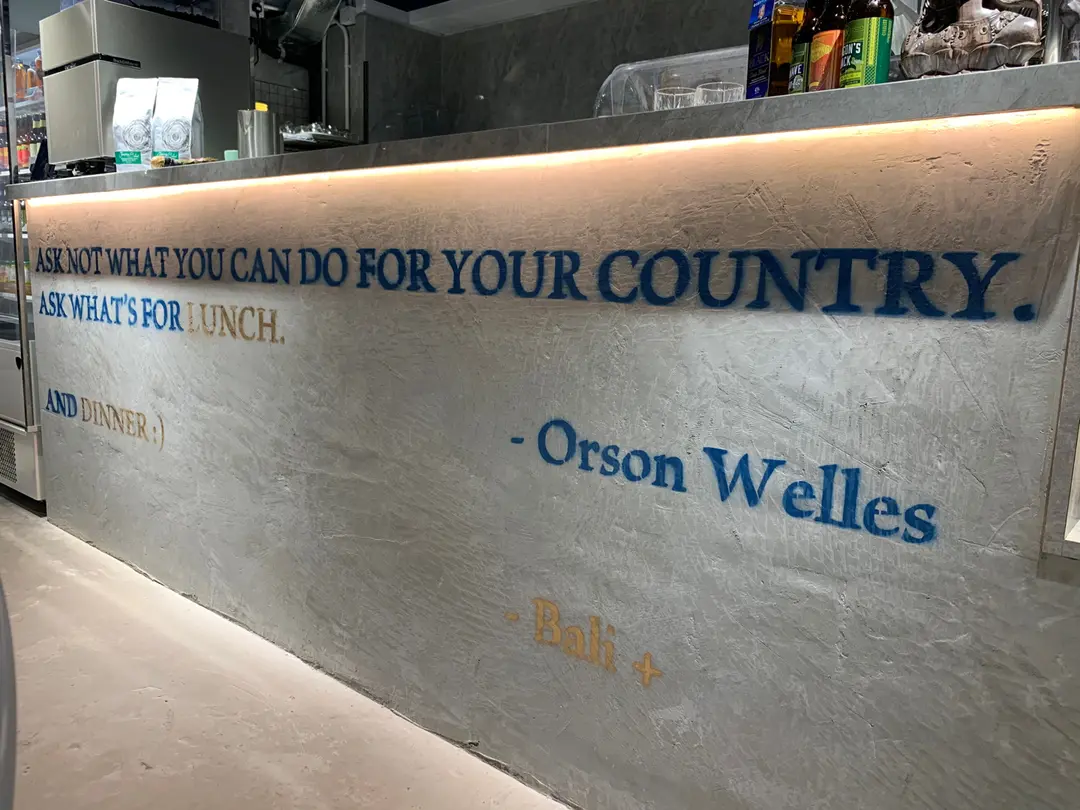 ASK NOT WHAT YOU CAN DO FOR YOUR COUNTRY.
ASK WHAT'S FOR LUNCH.
AND DINNER :)
- Orson Welles
- Bali +